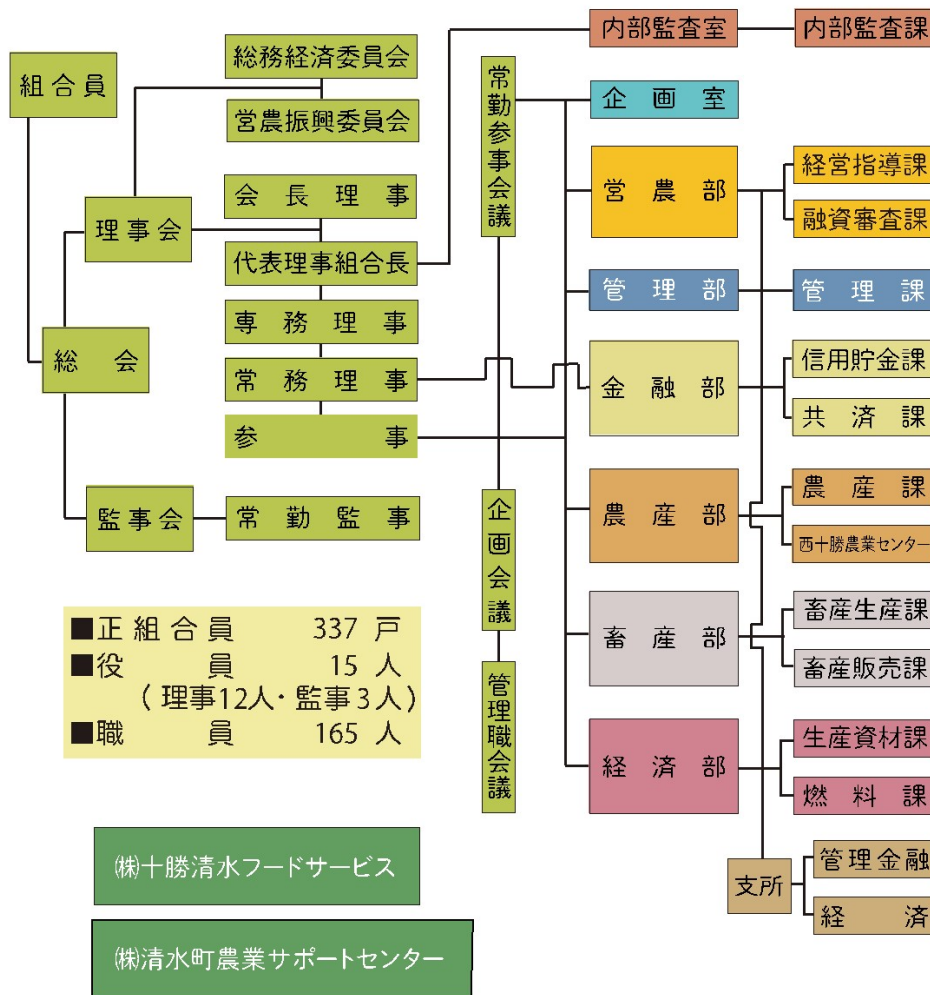 組合員
総会
理事会
監事会
総務経済委員会
営農振興委員会
会長理事
代表理事組合長
専務理事
常務理事
参事
常勤監事
常勤参事会議
企画会議
管理職会議
内部監査室
内部監査課
企画室
営農部
経営指導課
融資審査課
管理部
管理課
金融部
信用貯金課
共済課
農産部
農産課
西十勝農業センター
畜産部
畜産生産課
畜産販売課
経済部
生産資材課
燃料課
支所
管理金融
経済
■正組合員 337 戸
■役員 15 人
(理事12人・監事3人)
■職員 165 人
㈱十勝清水フードサービス
㈱清水町農業サポートセンター